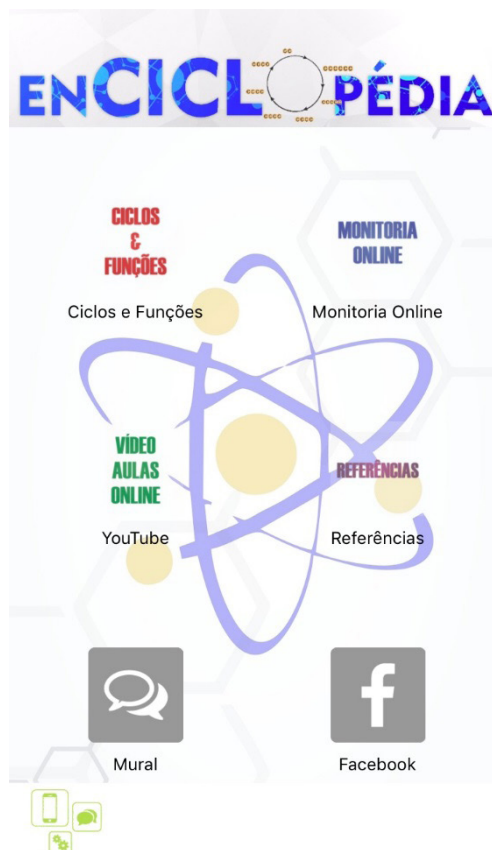 ENCICLOPÉDIA
CICLOS
&
FUNÇÕES
Ciclos e Funções
MONITORIA
ONLINE
Monitoria Online
VÍDEO
AULAS
ONLINE
YouTube
REFERÊNCIAS
Referências
Mural
f
Facebook